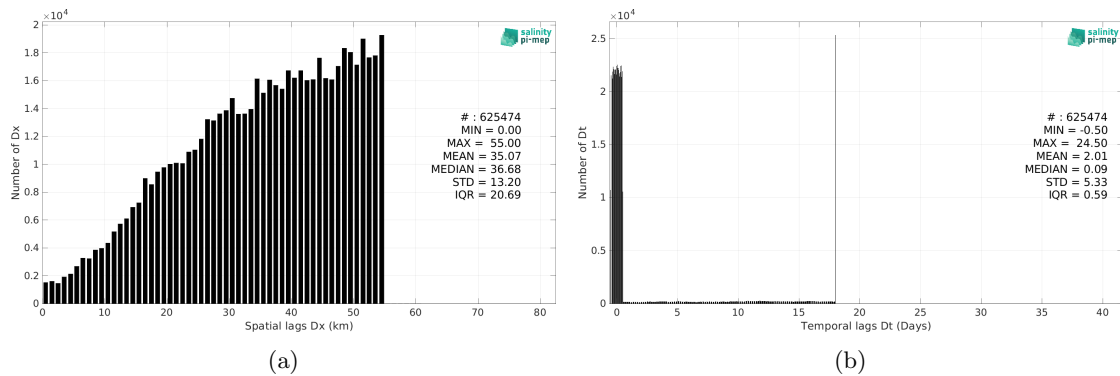 ×10⁴
2
1.8
1.6
1.4
1.2
1
0.8
0.6
0.4
0.2
0
Number of Dx
salinity
pi-mep
# : 625474
MIN = 0.00
MAX = 55.00
MEAN = 35.07
MEDIAN = 36.68
STD = 13.20
IQR = 20.69
0 10 20 30 40 50 60 70 80
Spatial lags Dx (km)
(a)
×10⁴
2.5
2
1.5
1
0.5
0
Number of Dt
salinity
pi-mep
# : 625474
MIN = -0.50
MAX = 24.50
MEAN = 2.01
MEDIAN = 0.09
STD = 5.33
IQR = 0.59
0 5 10 15 20 25 30 35 40
Temporal lags Dt (Days)
(b)